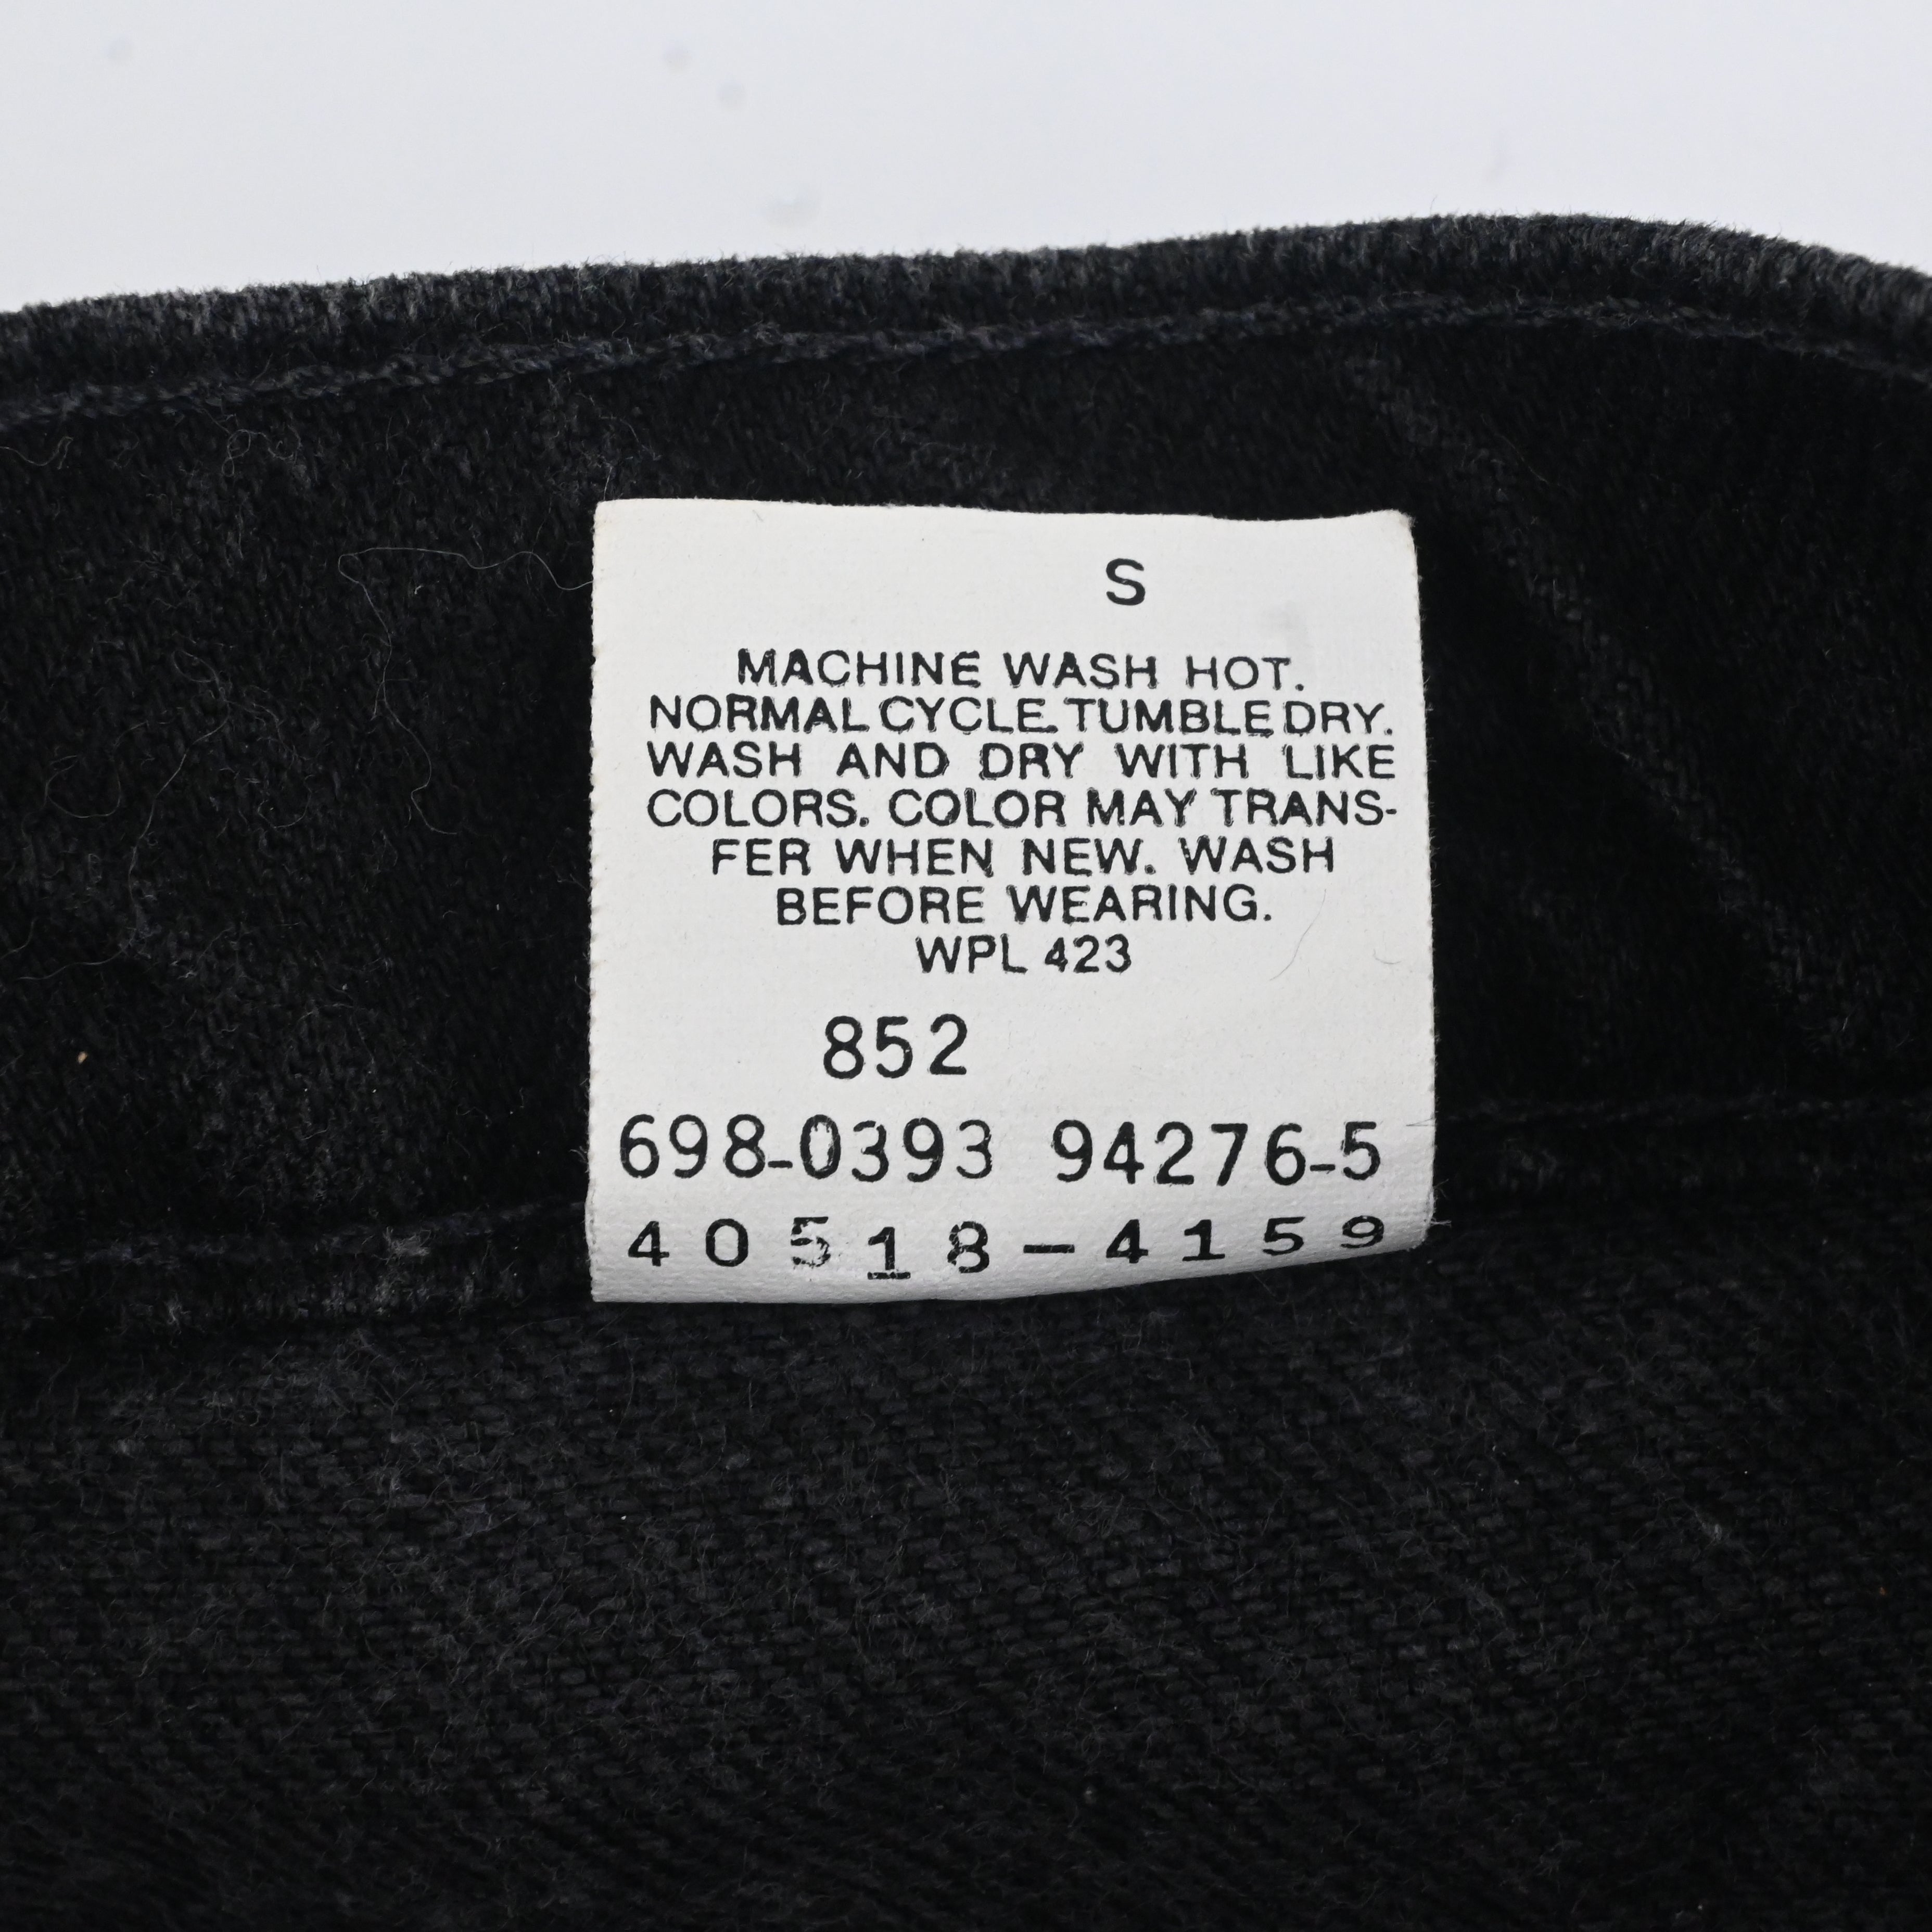 S
MACHINE WASH HOT.
NORMAL CYCLE. TUMBLE DRY.
WASH AND DRY WITH LIKE
COLORS. COLOR MAY TRANS-
FER WHEN NEW. WASH
BEFORE WEARING.
WPL 423
852
698-0393 94276-5
40518-4159